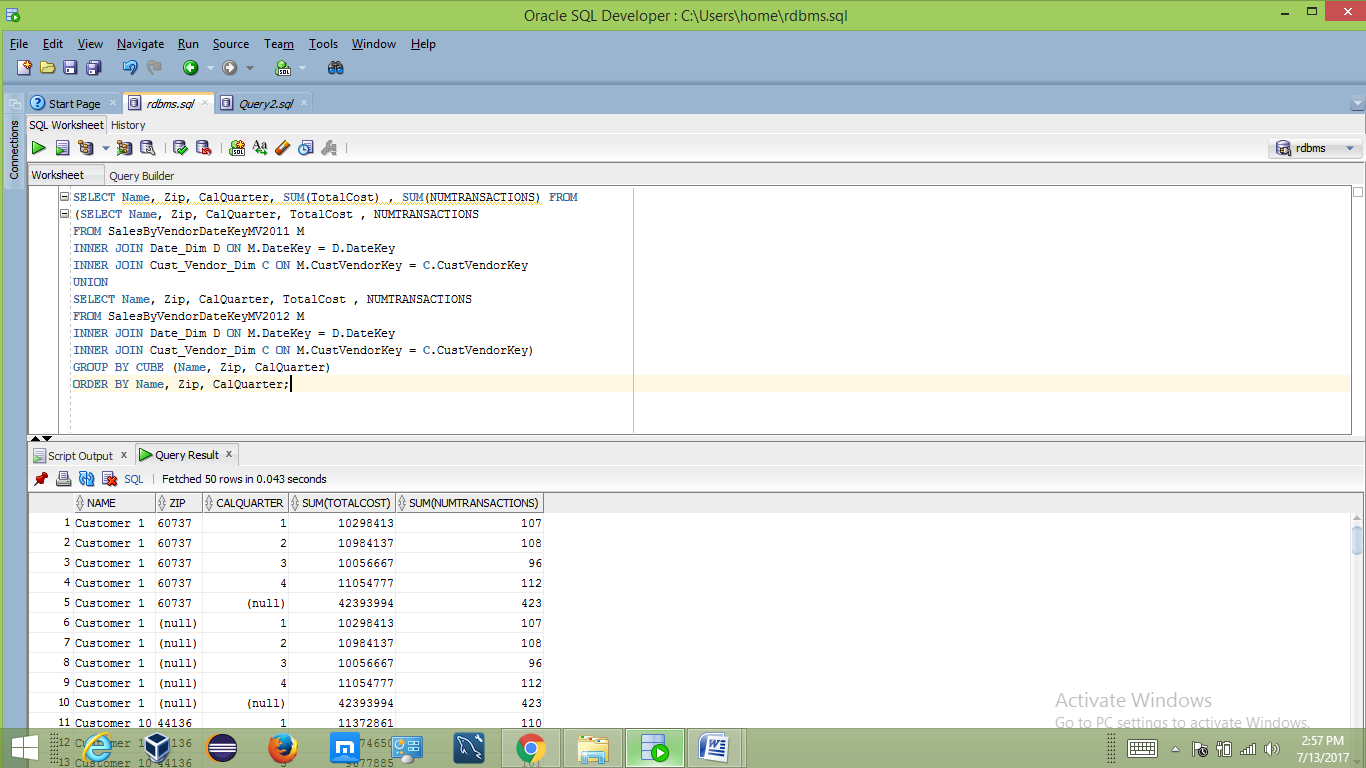 Oracle SQL Developer : C:\Users\home\rdbms.sql
File Edit View Navigate Run Source Team Tools Window Help
Start Page rdbms.sql Query2.sql
Connections
SQL Worksheet History
rdbms
Worksheet Query Builder
SELECT Name, Zip, CalQuarter, SUM(TotalCost) , SUM(NUMTRANSACTIONS) FROM
(SELECT Name, Zip, CalQuarter, TotalCost , NUMTRANSACTIONS
FROM SalesByVendorDateKeyMV2011 M
INNER JOIN Date_Dim D ON M.DateKey = D.DateKey
INNER JOIN Cust_Vendor_Dim C ON M.CustVendorKey = C.CustVendorKey
UNION
SELECT Name, Zip, CalQuarter, TotalCost , NUMTRANSACTIONS
FROM SalesByVendorDateKeyMV2012 M
INNER JOIN Date_Dim D ON M.DateKey = D.DateKey
INNER JOIN Cust_Vendor_Dim C ON M.CustVendorKey = C.CustVendorKey)
GROUP BY CUBE (Name, Zip, CalQuarter)
ORDER BY Name, Zip, CalQuarter;
Script Output x Query Result x
SQL | Fetched 50 rows in 0.043 seconds
NAME ZIP CALQUARTER SUM(TOTALCOST) SUM(NUMTRANSACTIONS)
1 Customer 1 60737 1 10298413 107
2 Customer 1 60737 2 10984137 108
3 Customer 1 60737 3 10056667 96
4 Customer 1 60737 4 11054777 112
5 Customer 1 60737 (null) 42393994 423
6 Customer 1 (null) 1 10298413 107
7 Customer 1 (null) 2 10984137 108
8 Customer 1 (null) 3 10056667 96
9 Customer 1 (null) 4 11054777 112
10 Customer 1 (null) (null) 42393994 423
11 Customer 10 44136 1 11372861 110
Activate Windows
Go to PC settings to activate Windows.
2:57 PM
7/13/2017